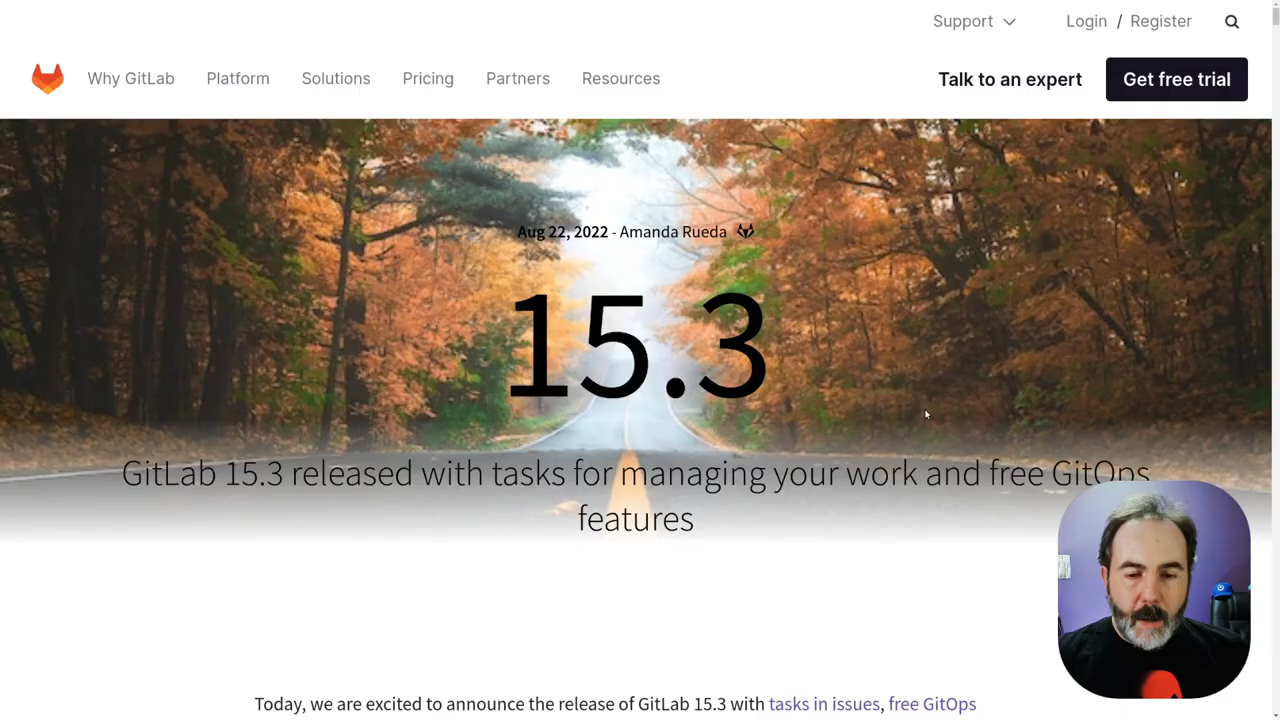 Support
Login / Register
Why GitLab Platform Solutions Pricing Partners Resources
Talk to an expert
Get free trial
Aug 22, 2022 - Amanda Rueda
15.3
GitLab 15.3 released with tasks for managing your work and free GitOps
features
Today, we are excited to announce the release of GitLab 15.3 with tasks in issues, free GitOps